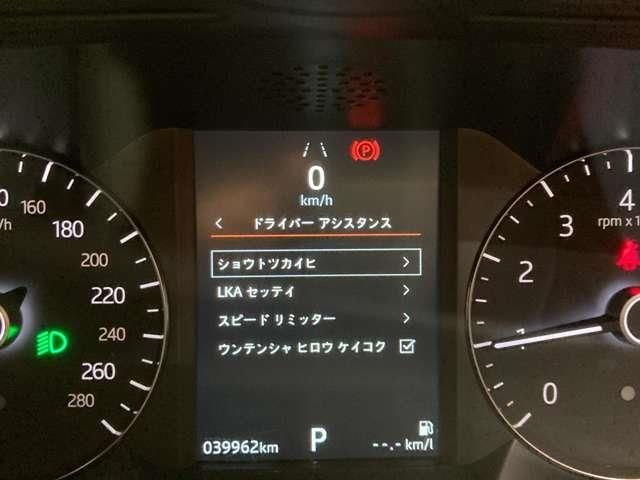 0
km/h
ドライバー アシスタンス
ショウトツカイヒ
LKA セッテイ
スピード リミッター
ウンテンシャ ヒロウ ケイコク
039962km
P
--.- km/l
160
180
200
220
240
260
280
4
rpm x 1
3
2
1
0